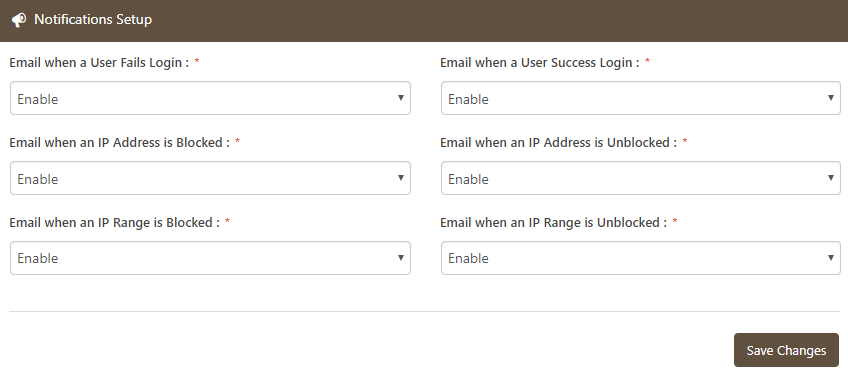 Notifications Setup
Email when a User Fails Login : *
Email when a User Success Login : *
Enable
Enable
Email when an IP Address is Blocked : *
Email when an IP Address is Unblocked : *
Enable
Enable
Email when an IP Range is Blocked : *
Email when an IP Range is Unblocked : *
Enable
Enable
Save Changes